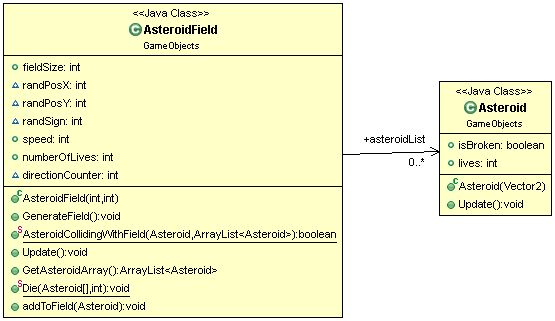 <<Java Class>>
AsteroidField
GameObjects
fieldSize: int
randPosX: int
randPosY: int
randSign: int
speed: int
numberOfLives: int
directionCounter: int
AsteroidField(int,int)
GenerateField():void
AsteroidCollidingWithField(Asteroid,ArrayList<Asteroid>):boolean
Update():void
GetAsteroidArray():ArrayList<Asteroid>
Die(Asteroid[],int):void
addToField(Asteroid):void
+asteroidList
0..*
<<Java Class>>
Asteroid
GameObjects
isBroken: boolean
lives: int
Asteroid(Vector2)
Update():void